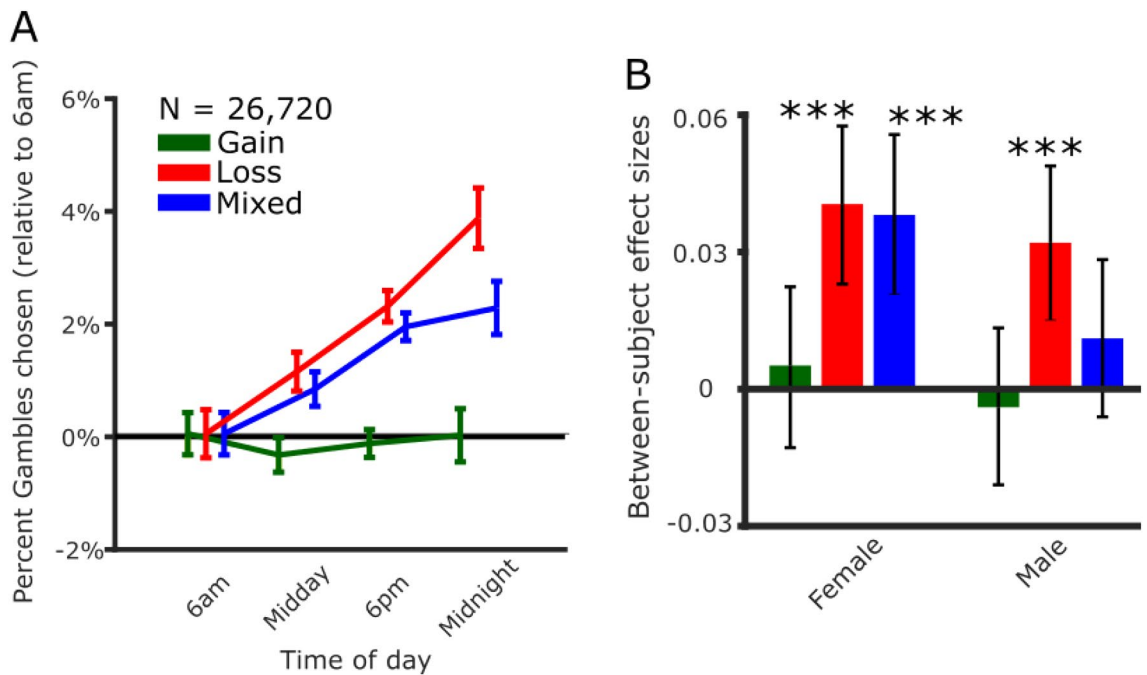 A
Percent Gambles chosen (relative to 6am)
6%
4%
2%
0%
-2%
N = 26,720
Gain
Loss
Mixed
6am
Midday
6pm
Midnight
Time of day
B
Between-subject effect sizes
0.06
0.03
0
-0.03
*** ***
***
Female
Male